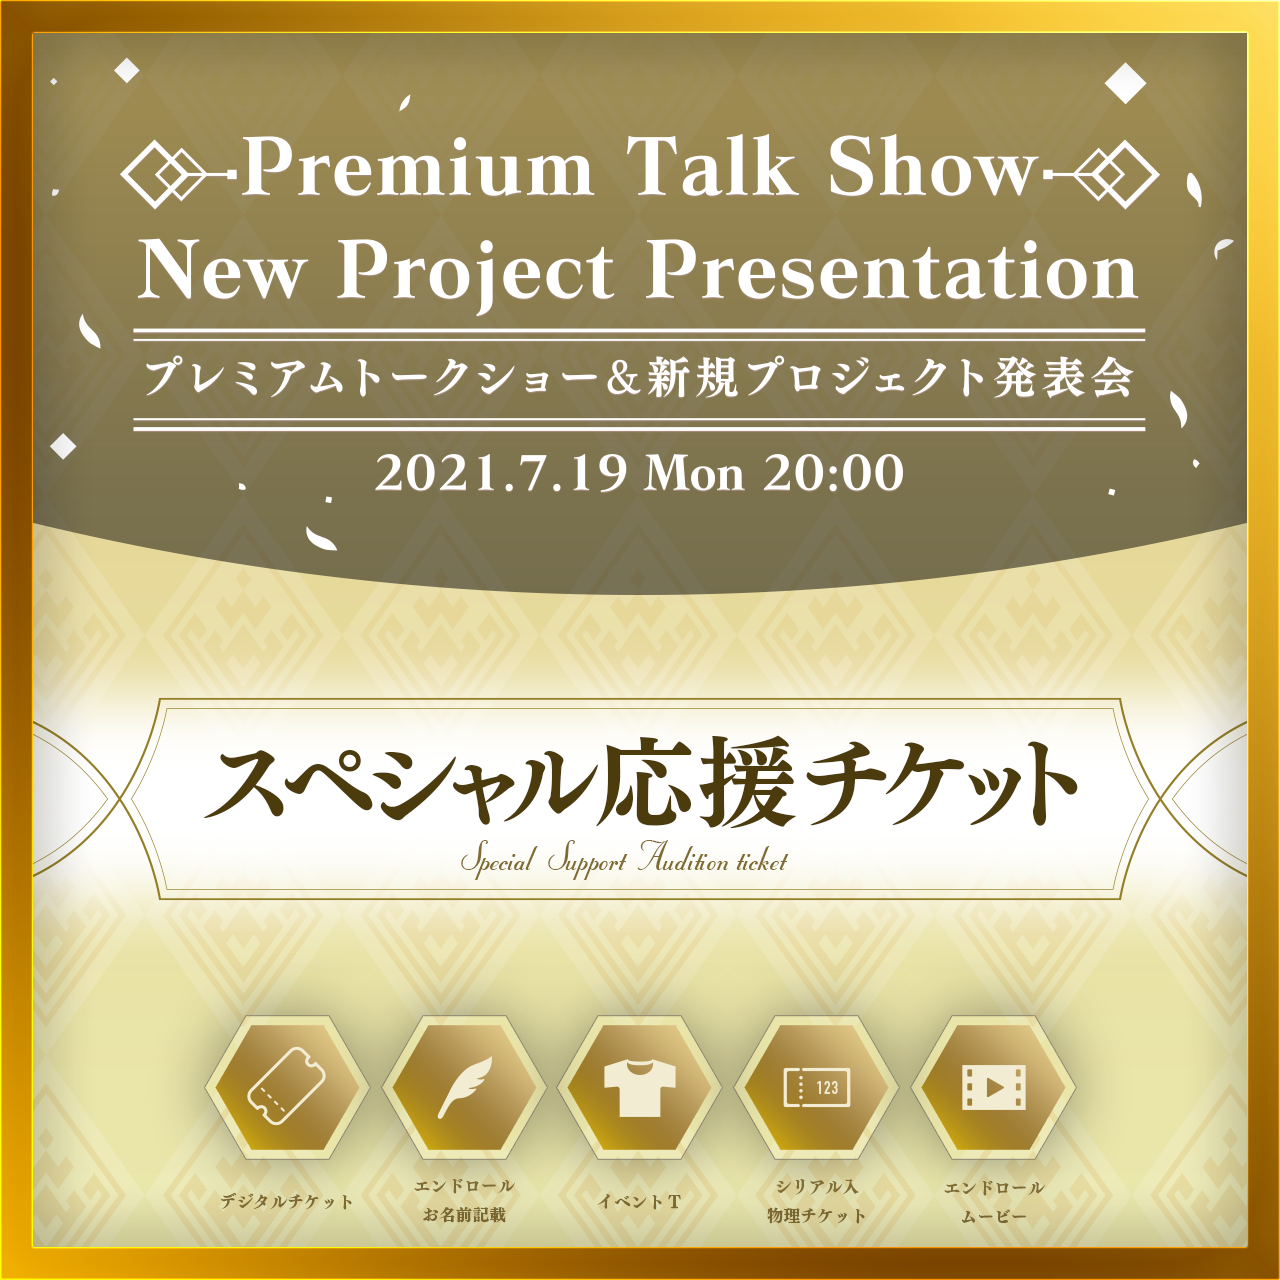 Premium Talk Show
New Project Presentation
プレミアムトークショー&新規プロジェクト発表会
2021.7.19 Mon 20:00
スペシャル応援チケット
Special Support Audition ticket
123
デジタルチケット
エンドロール
お名前記載
イベントT
シリアル入
物理チケット
エンドロール
ムービー